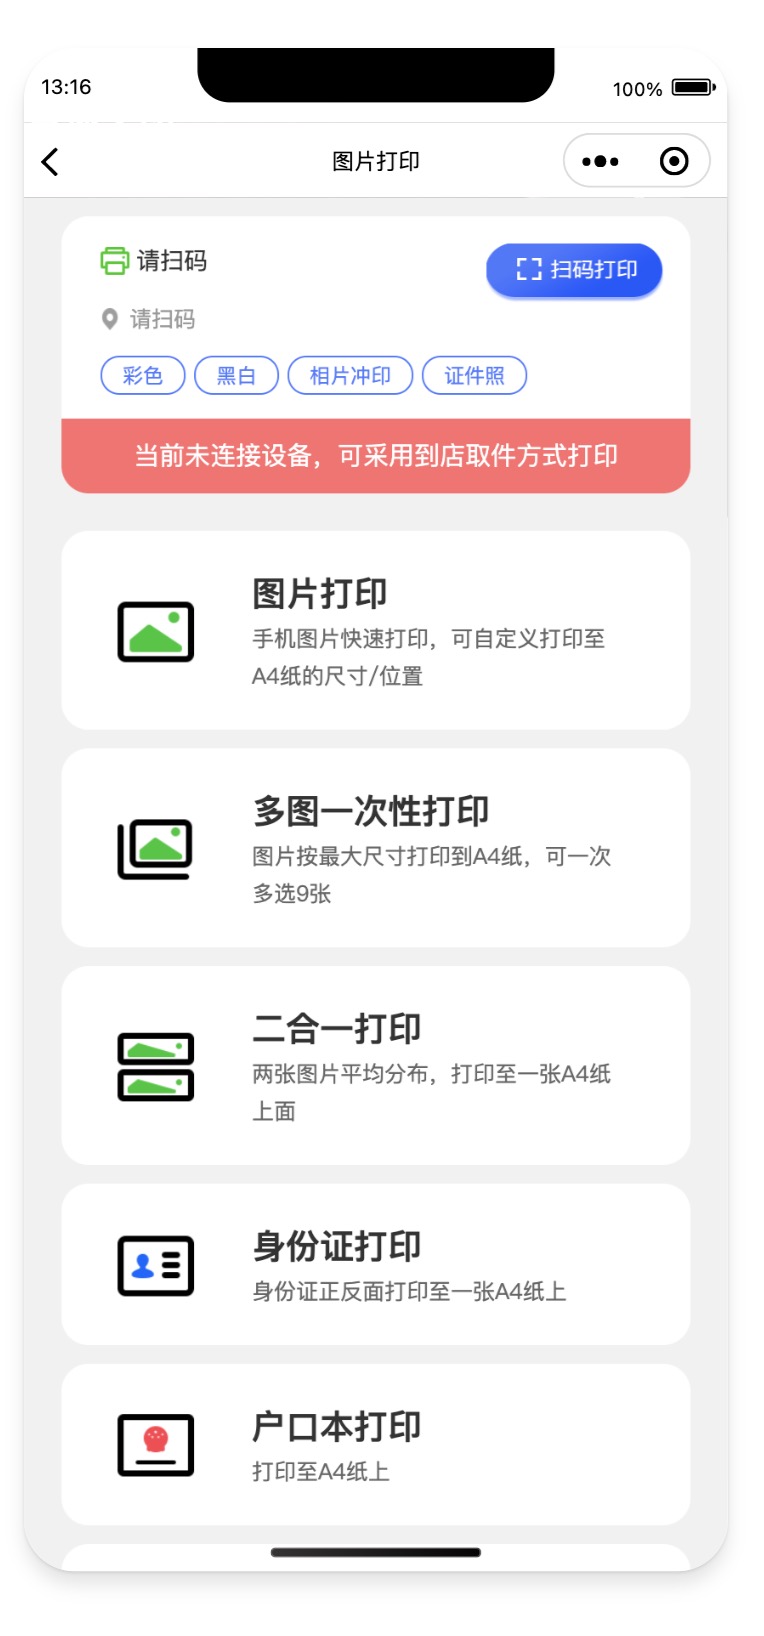 13:16
100%
图片打印
请扫码
扫码打印
请扫码
彩色 黑白 相片冲印 证件照
当前未连接设备，可采用到店取件方式打印
图片打印
手机图片快速打印，可自定义打印至
A4纸的尺寸/位置
多图一次性打印
图片按最大尺寸打印到A4纸，可一次
多选9张
二合一打印
两张图片平均分布，打印至一张A4纸
上面
身份证打印
身份证正反面打印至一张A4纸上
户口本打印
打印至A4纸上